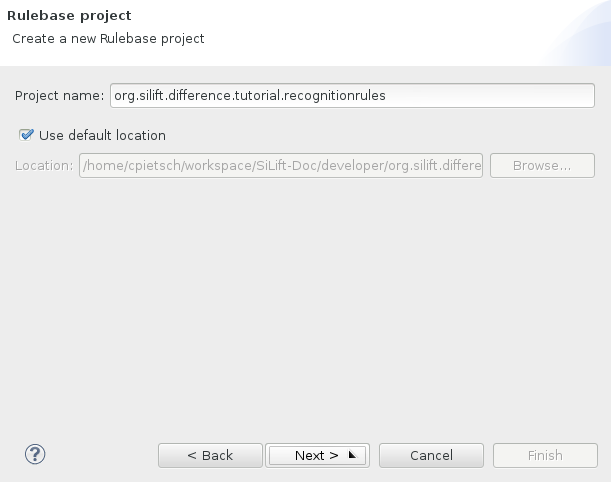 Rulebase project
Create a new Rulebase project
Project name: org.silift.difference.tutorial.recognitionrules
Use default location
Location: /home/cpietsch/workspace/SiLift-Doc/developer/org.silift.differe Browse...
? < Back Next > Cancel Finish